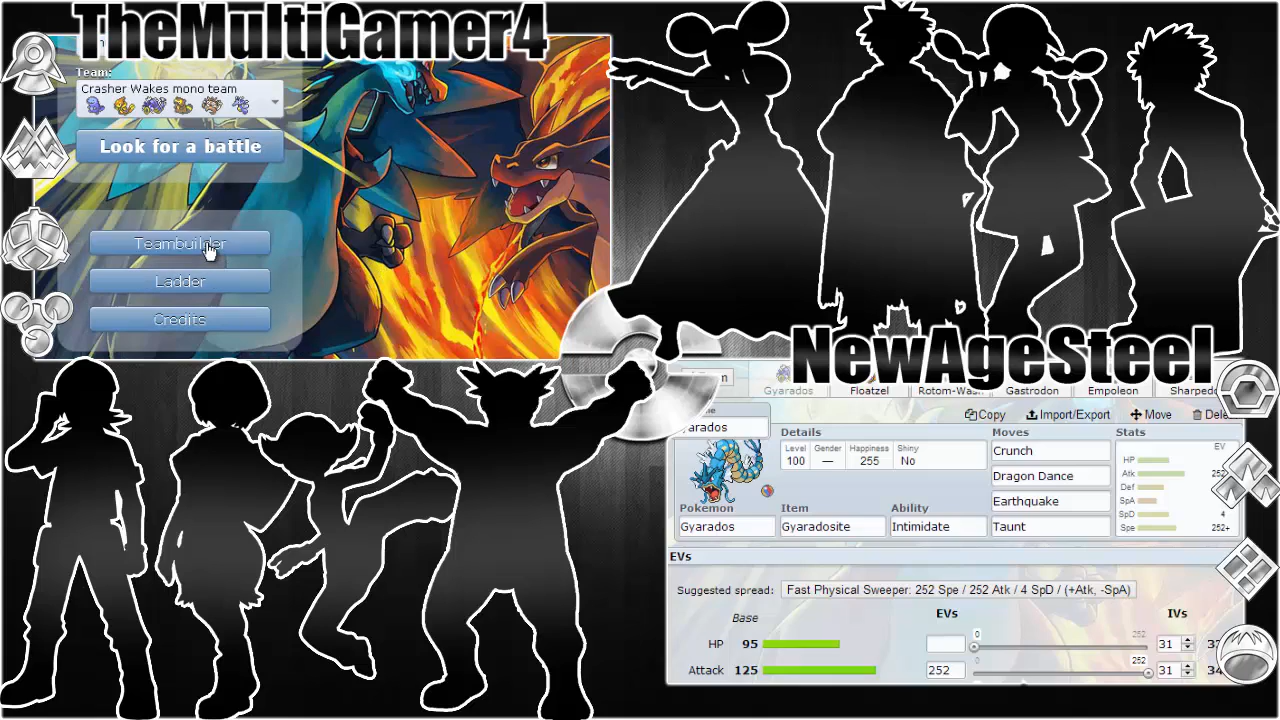 TheMultiGamer4
Team:
Crasher Wakes mono team
Look for a battle
Teambuilder
Ladder
Credits
NewAgeSteel
Gyarados Floatzel Gastrodon Empoleon
Copy Import/Export Move
Details Moves Stats
Level Gender Happiness Shiny
100 — 255 No
EV
Crunch
Dragon Dance
Earthquake
Taunt
HP
Atk 252
Def
SpA
SpD 4
Spe 252+
Pokemon Item Ability
Gyarados Gyaradosite Intimidate
EVs
Suggested spread: Fast Physical Sweeper: 252 Spe / 252 Atk / 4 SpD / (+Atk, -SpA)
Base EVs IVs
HP 95 0 252 31
Attack 125 252 0 252 31